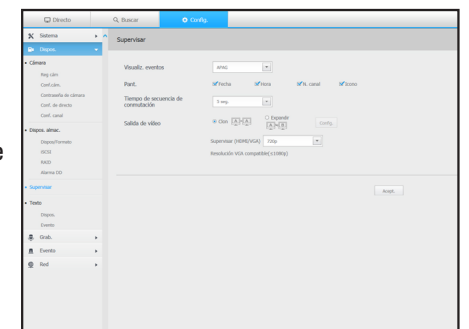 Directo
Buscar
Config.
Sistema
Dispos.
Cámara
Reg cám.
Conf.cám.
Contraseña de cámara
Conf. de directo
Conf. canal
Dispos. almac.
Dispos/Formato
iSCSI
RAID
Alarma DD
Supervisar
Texto
Dispos.
Evento
Grab.
Evento
Red
Supervisar
Visualiz. eventos
APAG
Pant.
Fecha
Hora
N. canal
Icono
Tiempo de secuencia de
conmutación
5 seg.
Salida de vídeo
Clon
Expandir
Config.
Supervisar (HDMI/VGA)
720p
Resolución VGA compatible(≤1080p)
Acept.
e